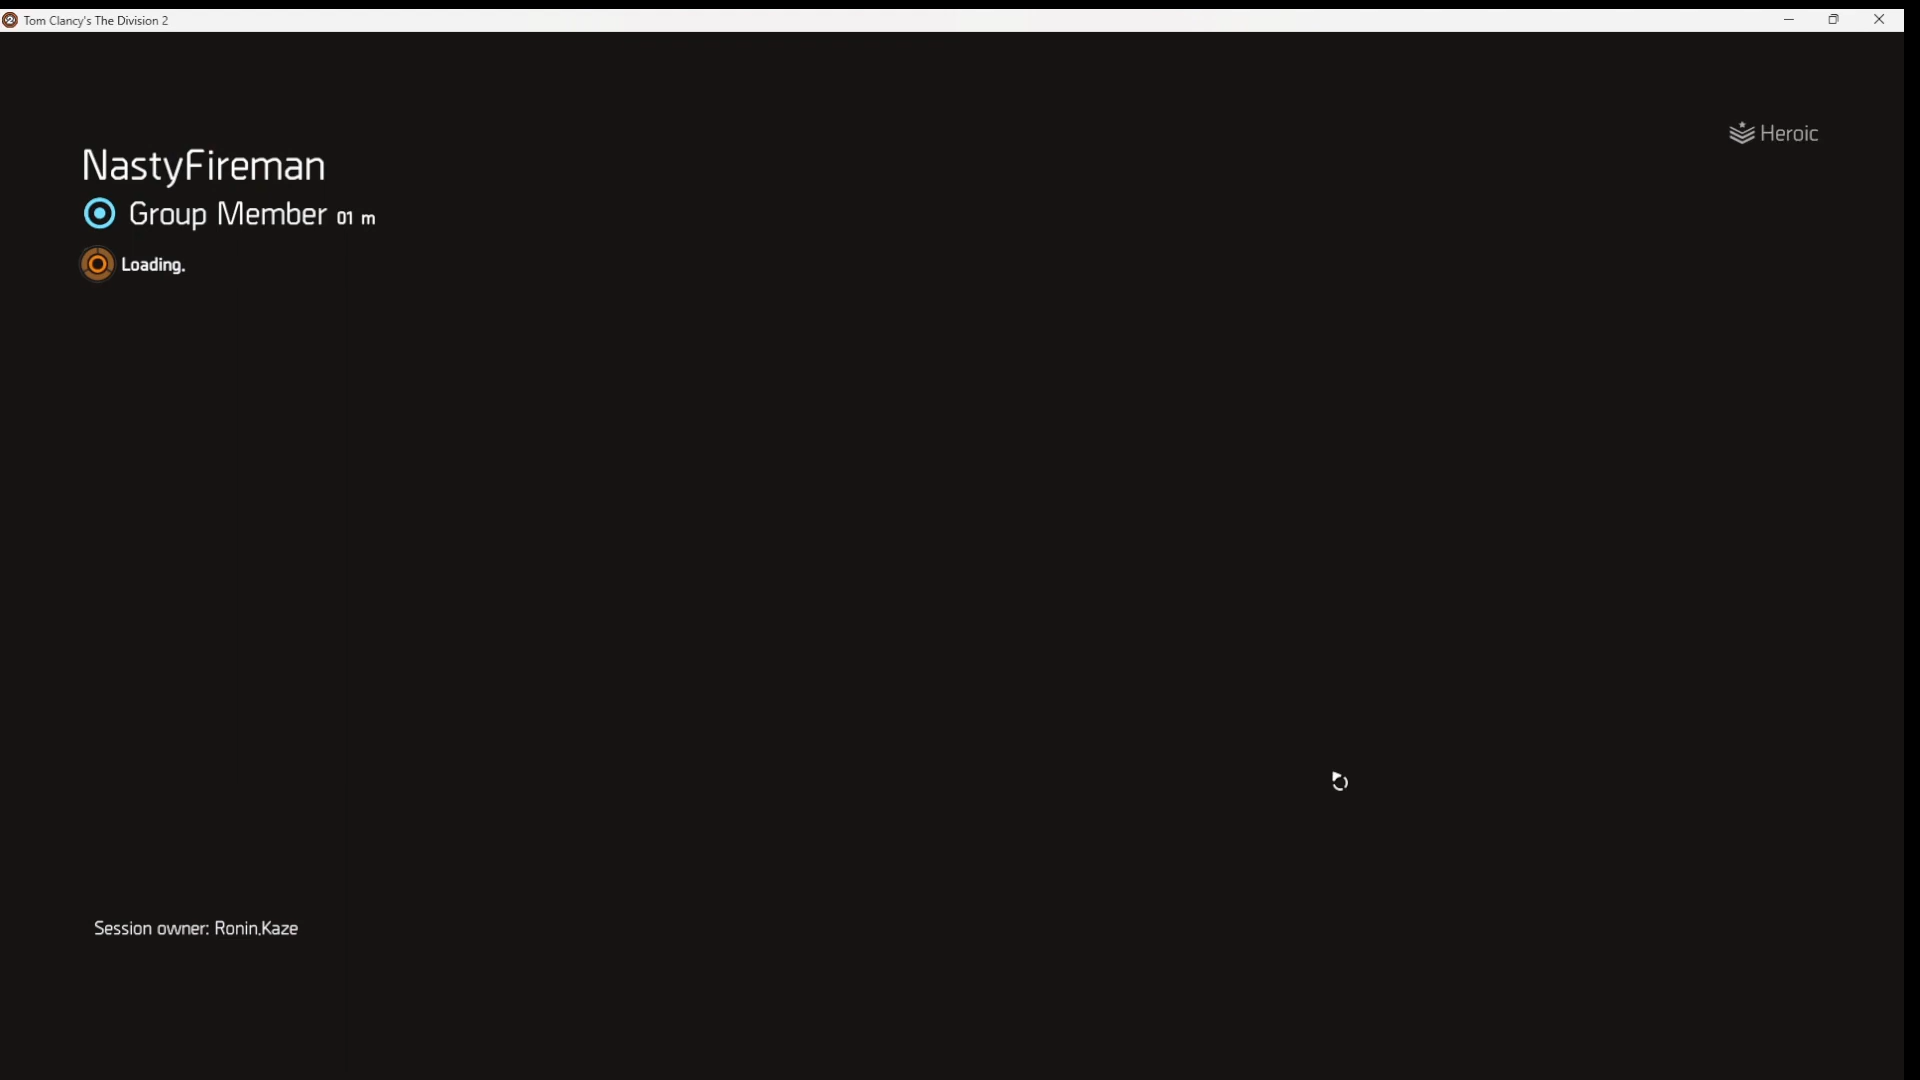 Tom Clancy's The Division 2
Heroic
NastyFireman
Group Member 01 m
Loading.
Session owner: Ronin.Kaze